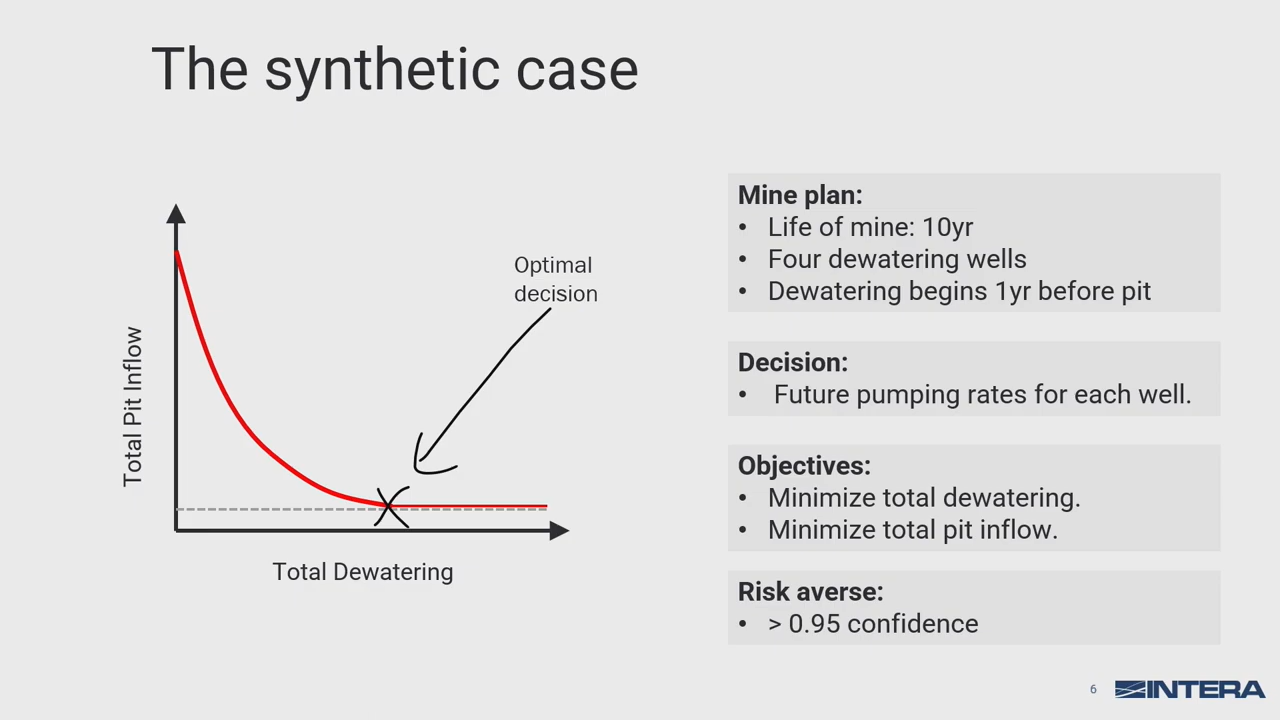 The synthetic case
Optimal
decision
Total Pit Inflow
Total Dewatering
Mine plan:
• Life of mine: 10yr
• Four dewatering wells
• Dewatering begins 1yr before pit
Decision:
• Future pumping rates for each well.
Objectives:
• Minimize total dewatering.
• Minimize total pit inflow.
Risk averse:
• > 0.95 confidence
6
INTERA